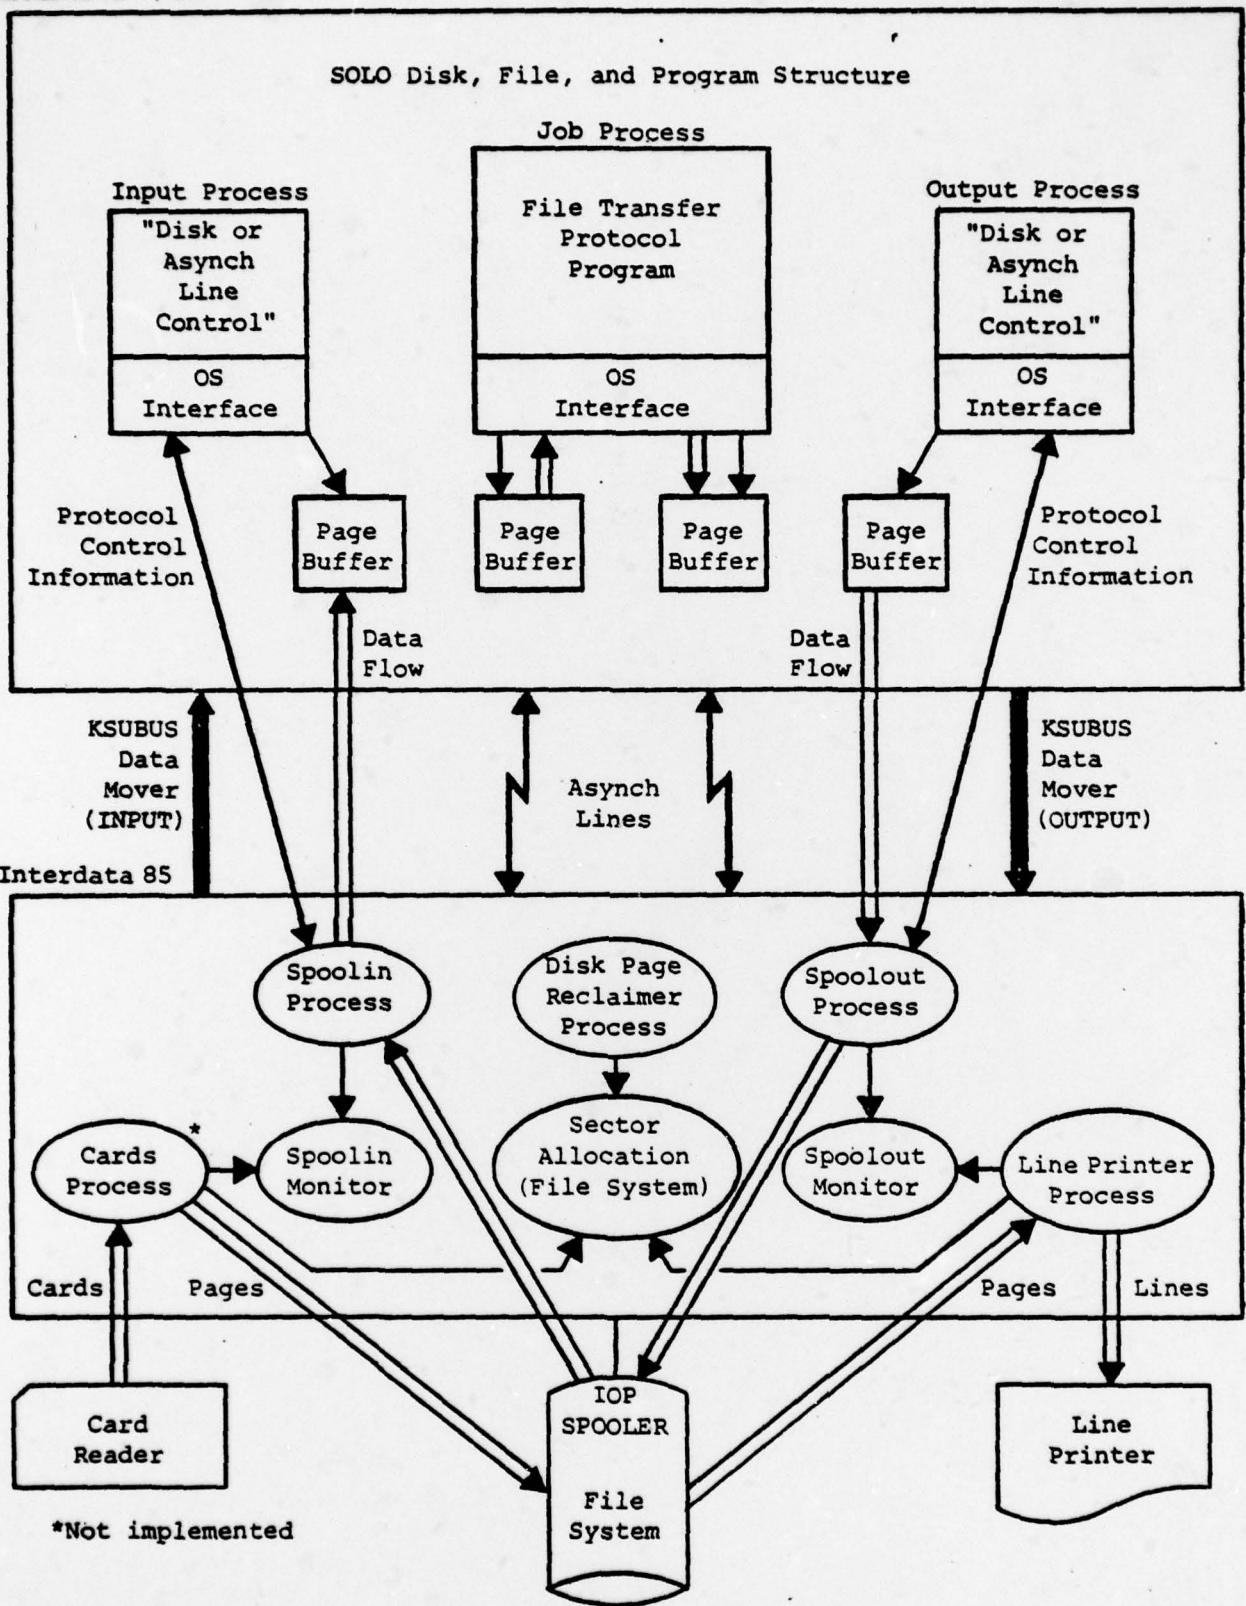 SOLO Disk, File, and Program Structure
Job Process
Input Process
Output Process
"Disk or
Asynch
Line
Control"
OS
Interface
File Transfer
Protocol
Program
OS
Interface
"Disk or
Asynch
Line
Control"
OS
Interface
Protocol
Control
Information
Page
Buffer
Page
Buffer
Page
Buffer
Page
Buffer
Protocol
Control
Information
Data
Flow
Data
Flow
KSUBUS
Data
Mover
(INPUT)
Asynch
Lines
KSUBUS
Data
Mover
(OUTPUT)
Interdata 85
Spoolin
Process
Disk Page
Reclaimer
Process
Spoolout
Process
Cards
Process
*
Spoolin
Monitor
Sector
Allocation
(File System)
Spoolout
Monitor
Line Printer
Process
Cards
Pages
Pages
Lines
Card
Reader
IOP
SPOOLER
File
System
Line
Printer
*Not implemented